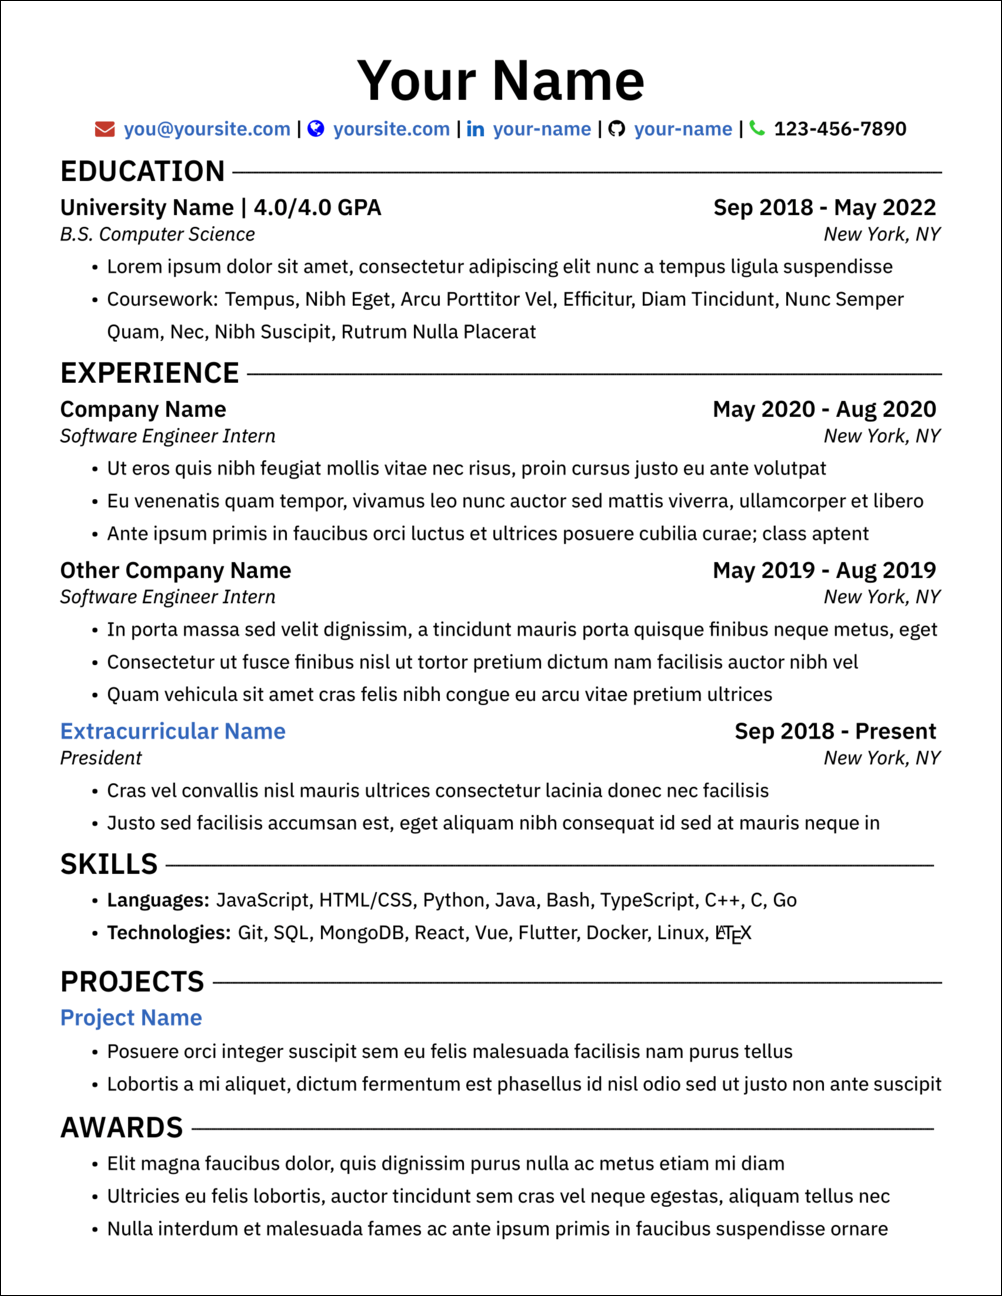 Your Name
you@yoursite.com | yoursite.com | your-name | your-name | 123-456-7890
EDUCATION
University Name | 4.0/4.0 GPA Sep 2018 - May 2022
B.S. Computer Science New York, NY
• Lorem ipsum dolor sit amet, consectetur adipiscing elit nunc a tempus ligula suspendisse
• Coursework: Tempus, Nibh Eget, Arcu Porttitor Vel, Efficitur, Diam Tincidunt, Nunc Semper
Quam, Nec, Nibh Suscipit, Rutrum Nulla Placerat
EXPERIENCE
Company Name May 2020 - Aug 2020
Software Engineer Intern New York, NY
• Ut eros quis nibh feugiat mollis vitae nec risus, proin cursus justo eu ante volutpat
• Eu venenatis quam tempor, vivamus leo nunc auctor sed mattis viverra, ullamcorper et libero
• Ante ipsum primis in faucibus orci luctus et ultrices posuere cubilia curae; class aptent
Other Company Name May 2019 - Aug 2019
Software Engineer Intern New York, NY
• In porta massa sed velit dignissim, a tincidunt mauris porta quisque finibus neque metus, eget
• Consectetur ut fusce finibus nisl ut tortor pretium dictum nam facilisis auctor nibh vel
• Quam vehicula sit amet cras felis nibh congue eu arcu vitae pretium ultrices
Extracurricular Name Sep 2018 - Present
President New York, NY
• Cras vel convallis nisl mauris ultrices consectetur lacinia donec nec facilisis
• Justo sed facilisis accumsan est, eget aliquam nibh consequat id sed at mauris neque in
SKILLS
• Languages: JavaScript, HTML/CSS, Python, Java, Bash, TypeScript, C++, C, Go
• Technologies: Git, SQL, MongoDB, React, Vue, Flutter, Docker, Linux, LATEX
PROJECTS
Project Name
• Posuere orci integer suscipit sem eu felis malesuada facilisis nam purus tellus
• Lobortis a mi aliquet, dictum fermentum est phasellus id nisl odio sed ut justo non ante suscipit
AWARDS
• Elit magna faucibus dolor, quis dignissim purus nulla ac metus etiam mi diam
• Ultricies eu felis lobortis, auctor tincidunt sem cras vel neque egestas, aliquam tellus nec
• Nulla interdum et malesuada fames ac ante ipsum primis in faucibus suspendisse ornare